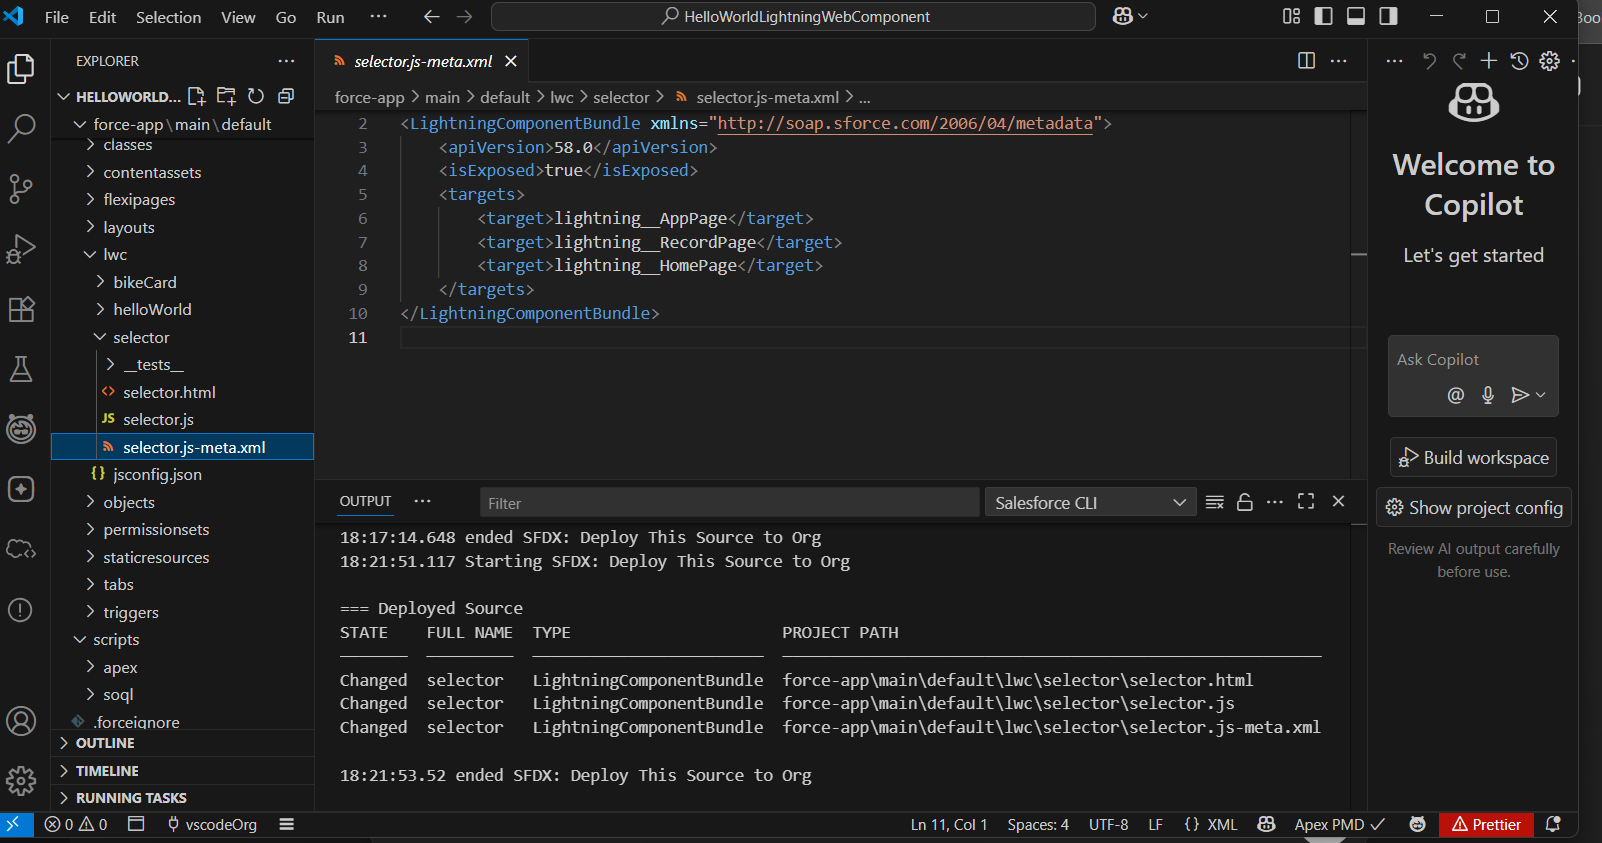 File Edit Selection View Go Run ··· HelloWorldLightningWebComponent
Boo
EXPLORER ···
HELLOWORLD...
force-app\main\default
classes
contentassets
flexipages
layouts
lwc
bikeCard
helloWorld
selector
__tests__
selector.html
JS selector.js
selector.js-meta.xml
{} jsconfig.json
objects
permissionsets
staticresources
tabs
triggers
scripts
apex
soql
.forceignore
OUTLINE
TIMELINE
RUNNING TASKS
selector.js-meta.xml
force-app > main > default > lwc > selector > selector.js-meta.xml > ...
2 <LightningComponentBundle xmlns="http://soap.sforce.com/2006/04/metadata">
3 <apiVersion>58.0</apiVersion>
4 <isExposed>true</isExposed>
5 <targets>
6 <target>lightning__AppPage</target>
7 <target>lightning__RecordPage</target>
8 <target>lightning__HomePage</target>
9 </targets>
10 </LightningComponentBundle>
11
OUTPUT ··· Filter Salesforce CLI
18:17:14.648 ended SFDX: Deploy This Source to Org
18:21:51.117 Starting SFDX: Deploy This Source to Org
=== Deployed Source
STATE FULL NAME TYPE PROJECT PATH
Changed selector LightningComponentBundle force-app\main\default\lwc\selector\selector.html
Changed selector LightningComponentBundle force-app\main\default\lwc\selector\selector.js
Changed selector LightningComponentBundle force-app\main\default\lwc\selector\selector.js-meta.xml
18:21:53.52 ended SFDX: Deploy This Source to Org
Welcome to
Copilot
Let's get started
Ask Copilot
@
Build workspace
Show project config
Review AI output carefully
before use.
0 0 vscodeOrg Ln 11, Col 1 Spaces: 4 UTF-8 LF {} XML Apex PMD Prettier